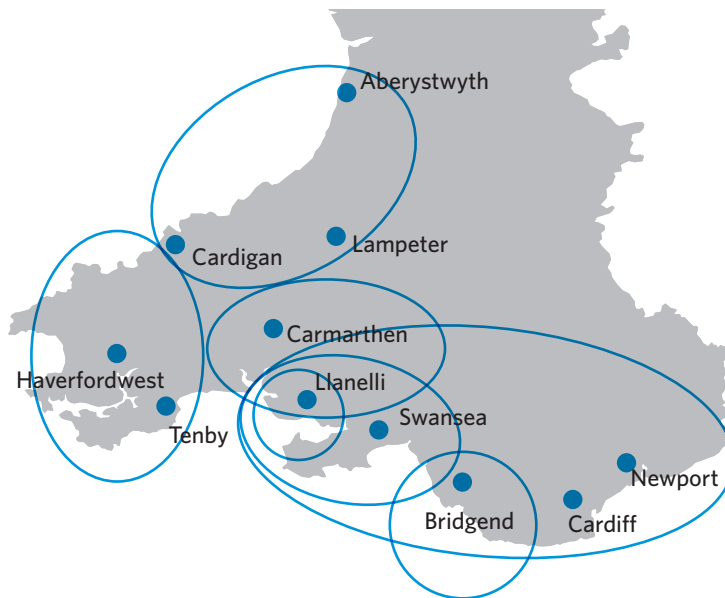 Aberystwyth
Lampeter
Cardigan
Carmarthen
Haverfordwest
Llanelli
Tenby
Swansea
Newport
Bridgend
Cardiff